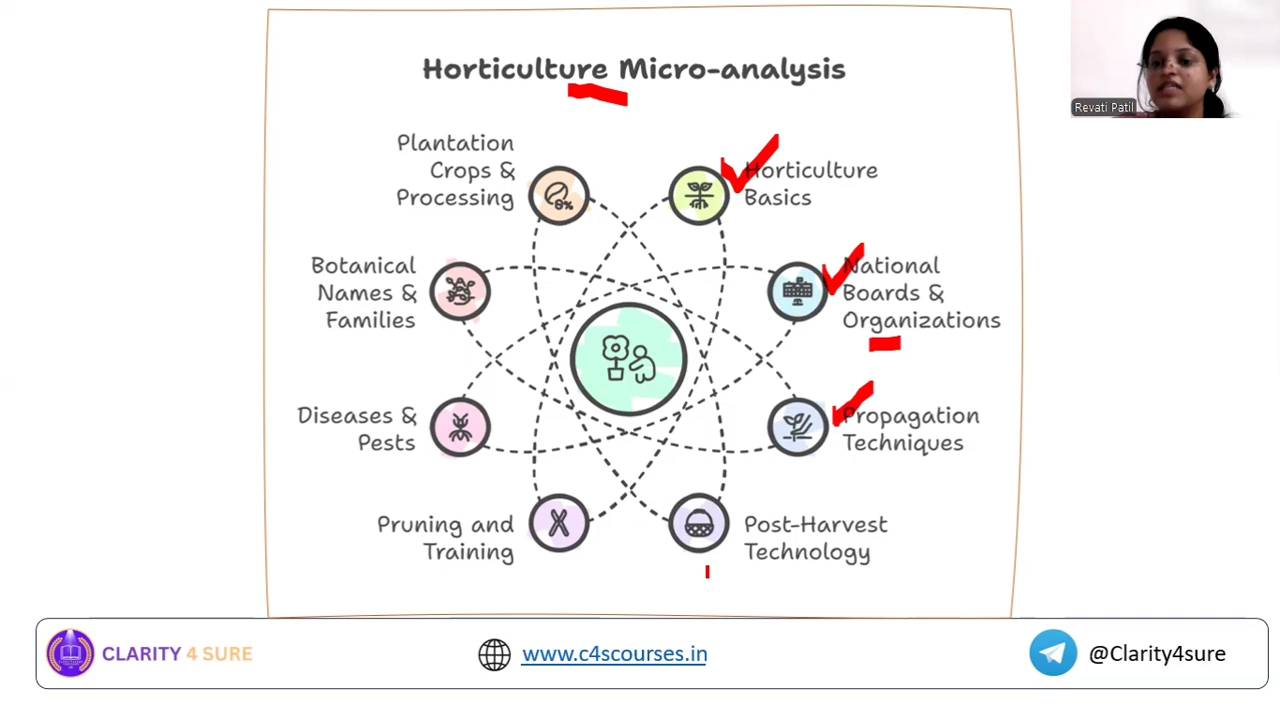 Horticulture Micro-analysis
Revati Patil
Plantation
Crops &
Processing
Horticulture
Basics
Botanical
Names &
Families
National
Boards &
Organizations
Diseases &
Pests
Propagation
Techniques
Pruning and
Training
Post-Harvest
Technology
CLARITY 4 SURE
www.c4scourses.in
@Clarity4sure